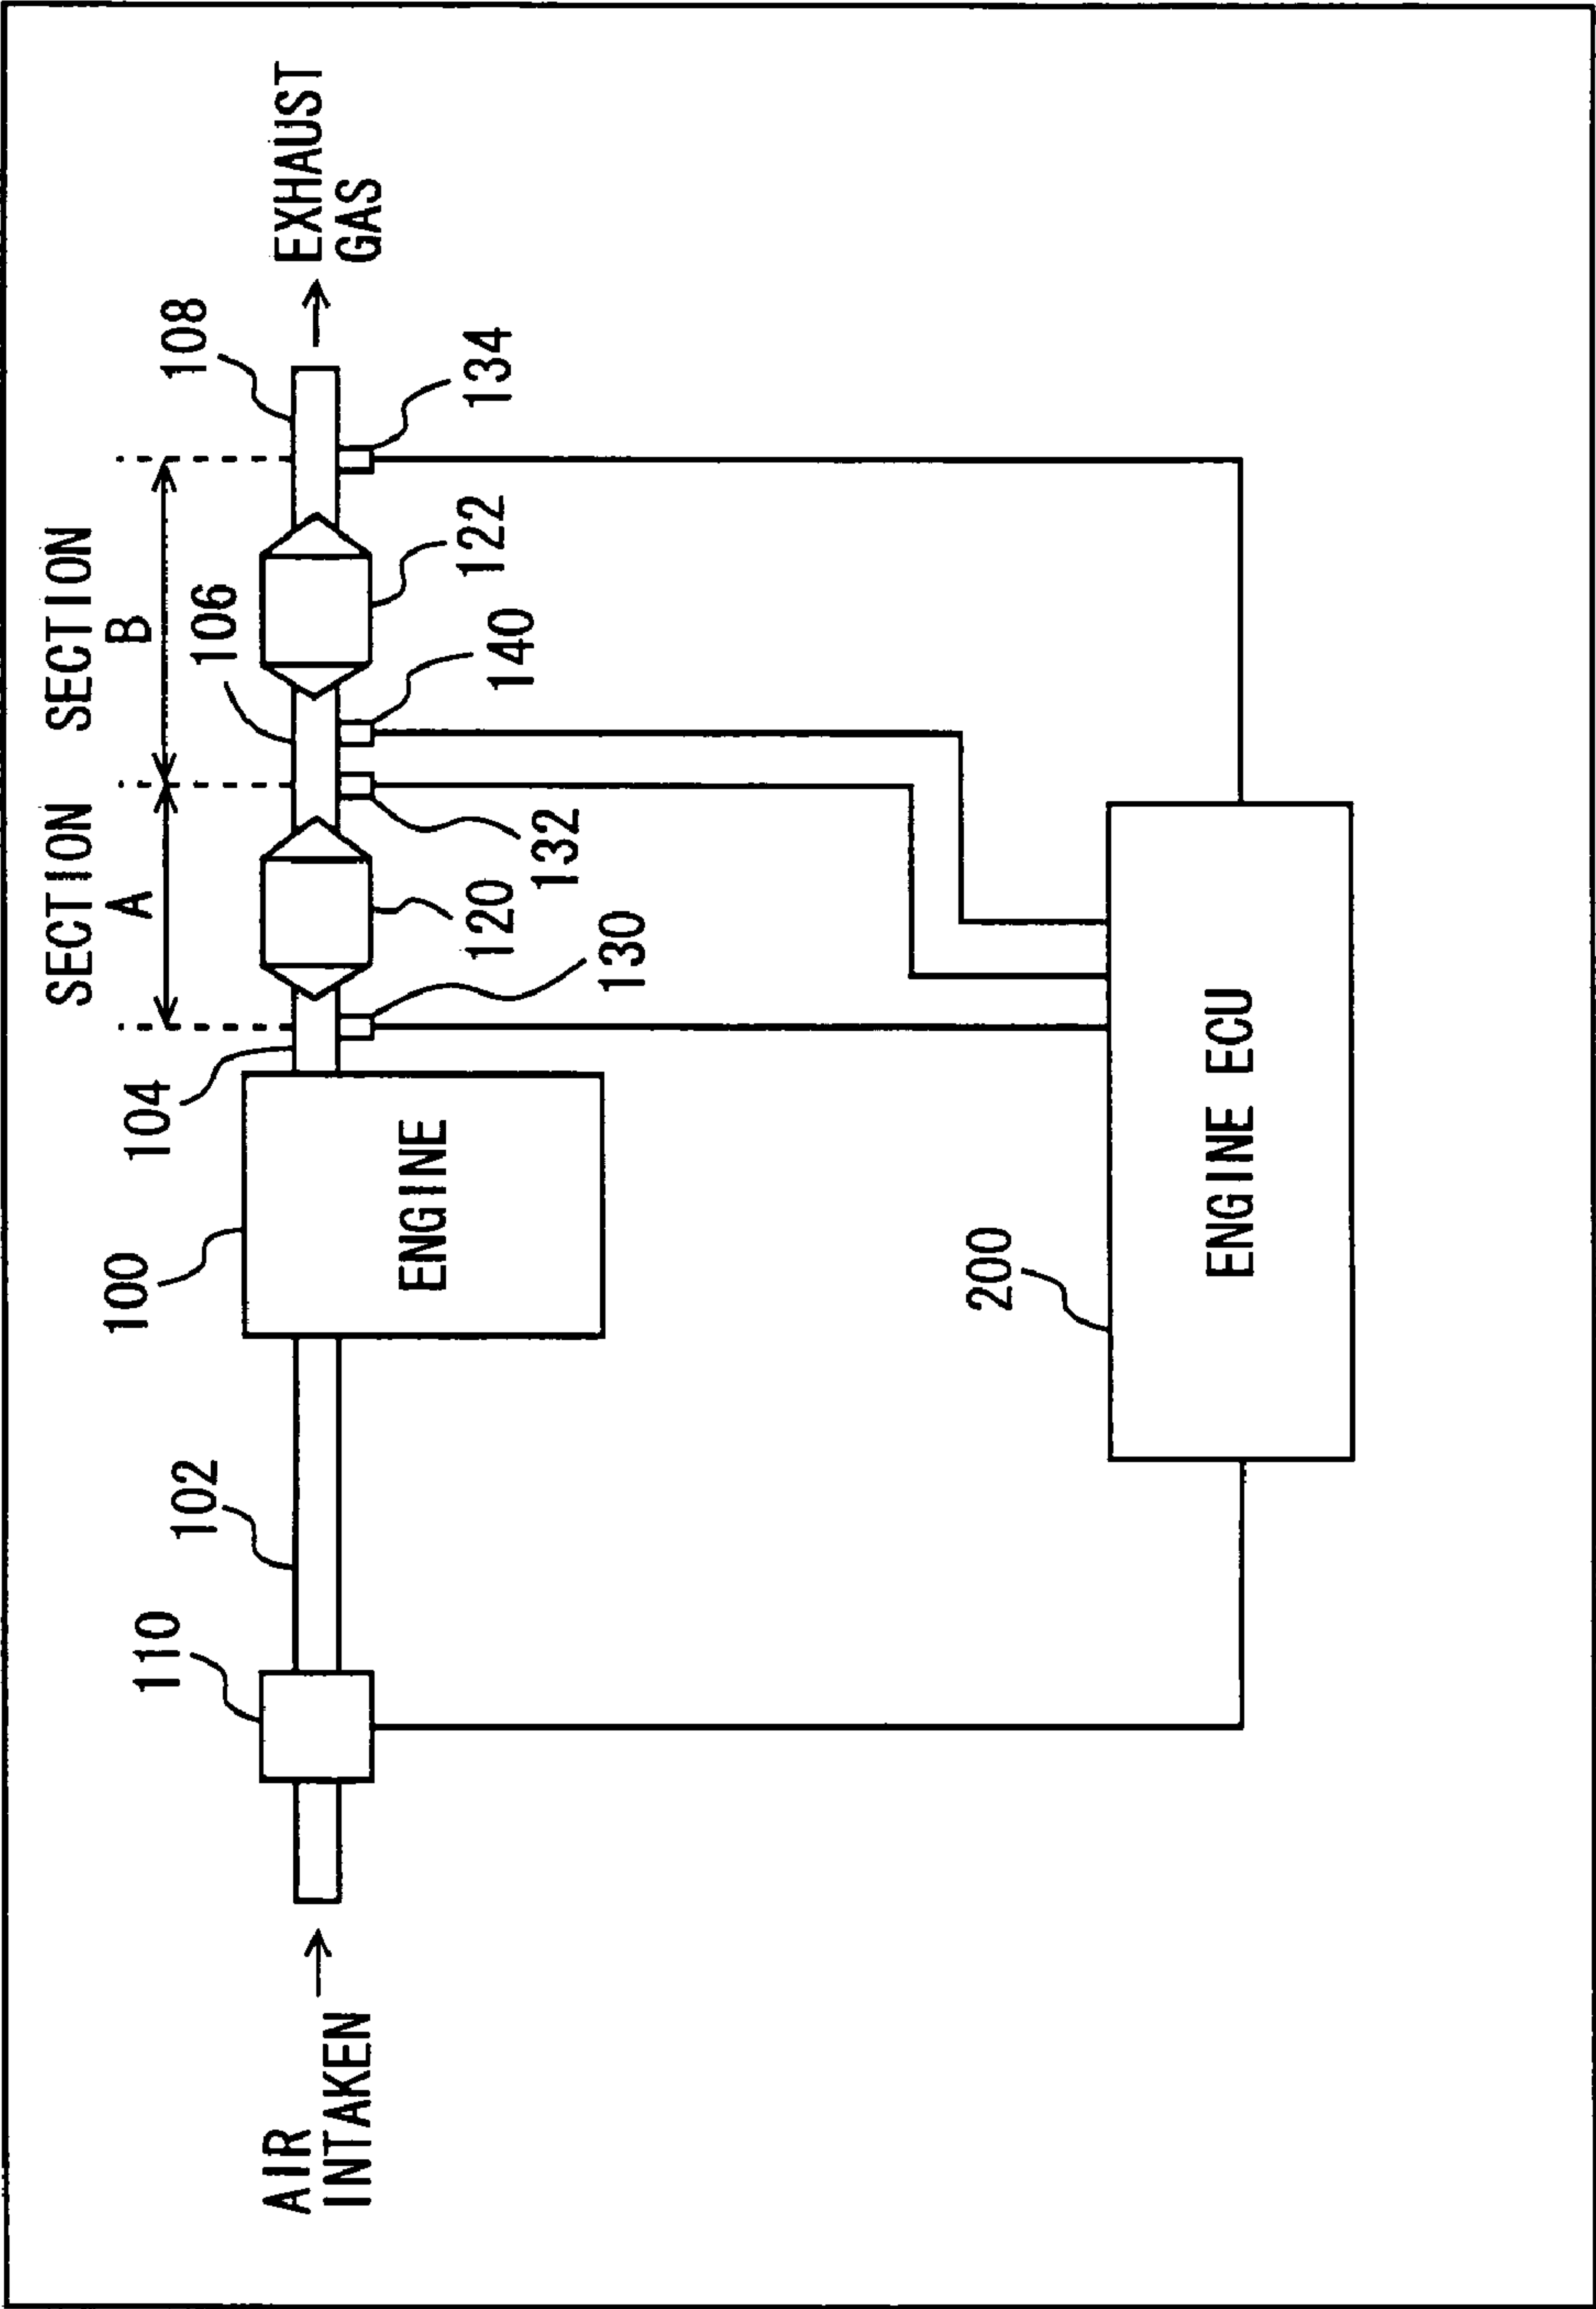 SECTION SECTION
A
B
108
106
104
100
102
110
EXHAUST
GAS
134
122
140
132
120
130
ENGINE
AIR
INTAKEN
200
ENGINE ECU